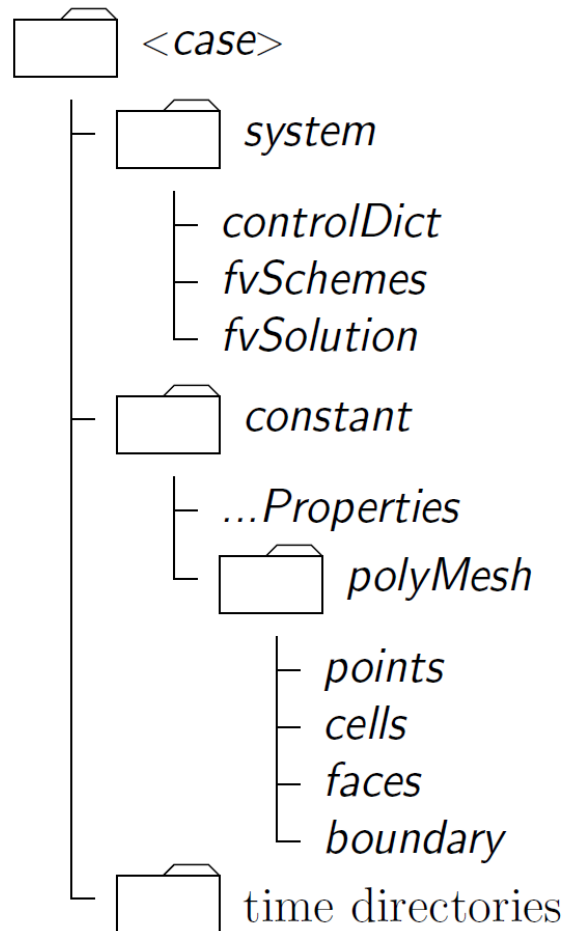 <case>
system
controlDict
fvSchemes
fvSolution
constant
...Properties
polyMesh
points
cells
faces
boundary
time directories